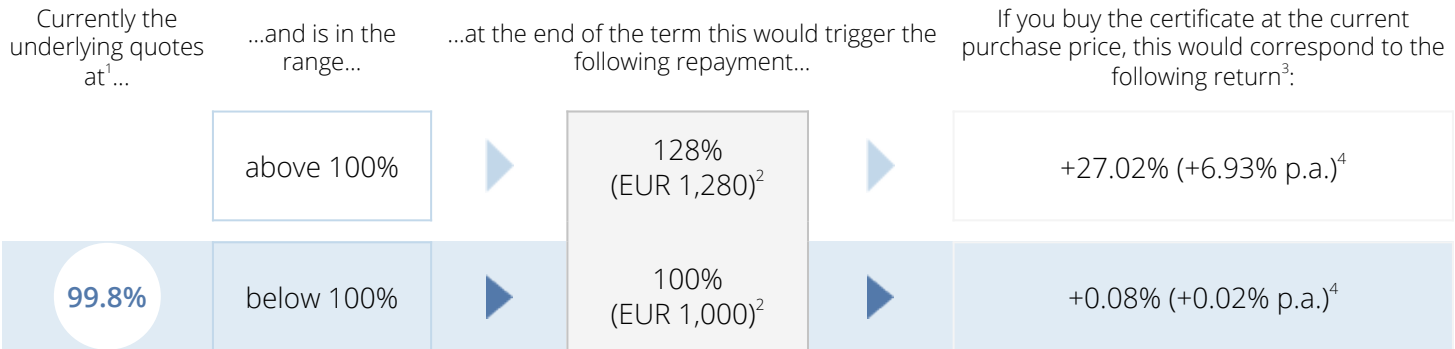 Currently the
underlying quotes
at¹...
...and is in the
range...
...at the end of the term this would trigger the
following repayment...
If you buy the certificate at the current
purchase price, this would correspond to the
following return³:
above 100%
128%
(EUR 1,280)²
+27.02% (+6.93% p.a.)⁴
99.8%
below 100%
100%
(EUR 1,000)²
+0.08% (+0.02% p.a.)⁴